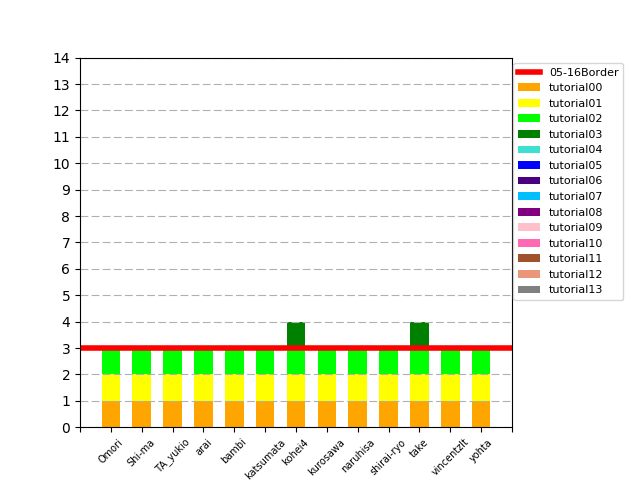 14
13
12
11
10
9
8
7
6
5
4
3
2
1
0
Omori
Shi-ma
TA_yukio
arai
bambi
katsumata
kohei4
kurosawa
naruhisa
shirai-ryo
take
vincentzlt
yohta
05-16Border
tutorial00
tutorial01
tutorial02
tutorial03
tutorial04
tutorial05
tutorial06
tutorial07
tutorial08
tutorial09
tutorial10
tutorial11
tutorial12
tutorial13